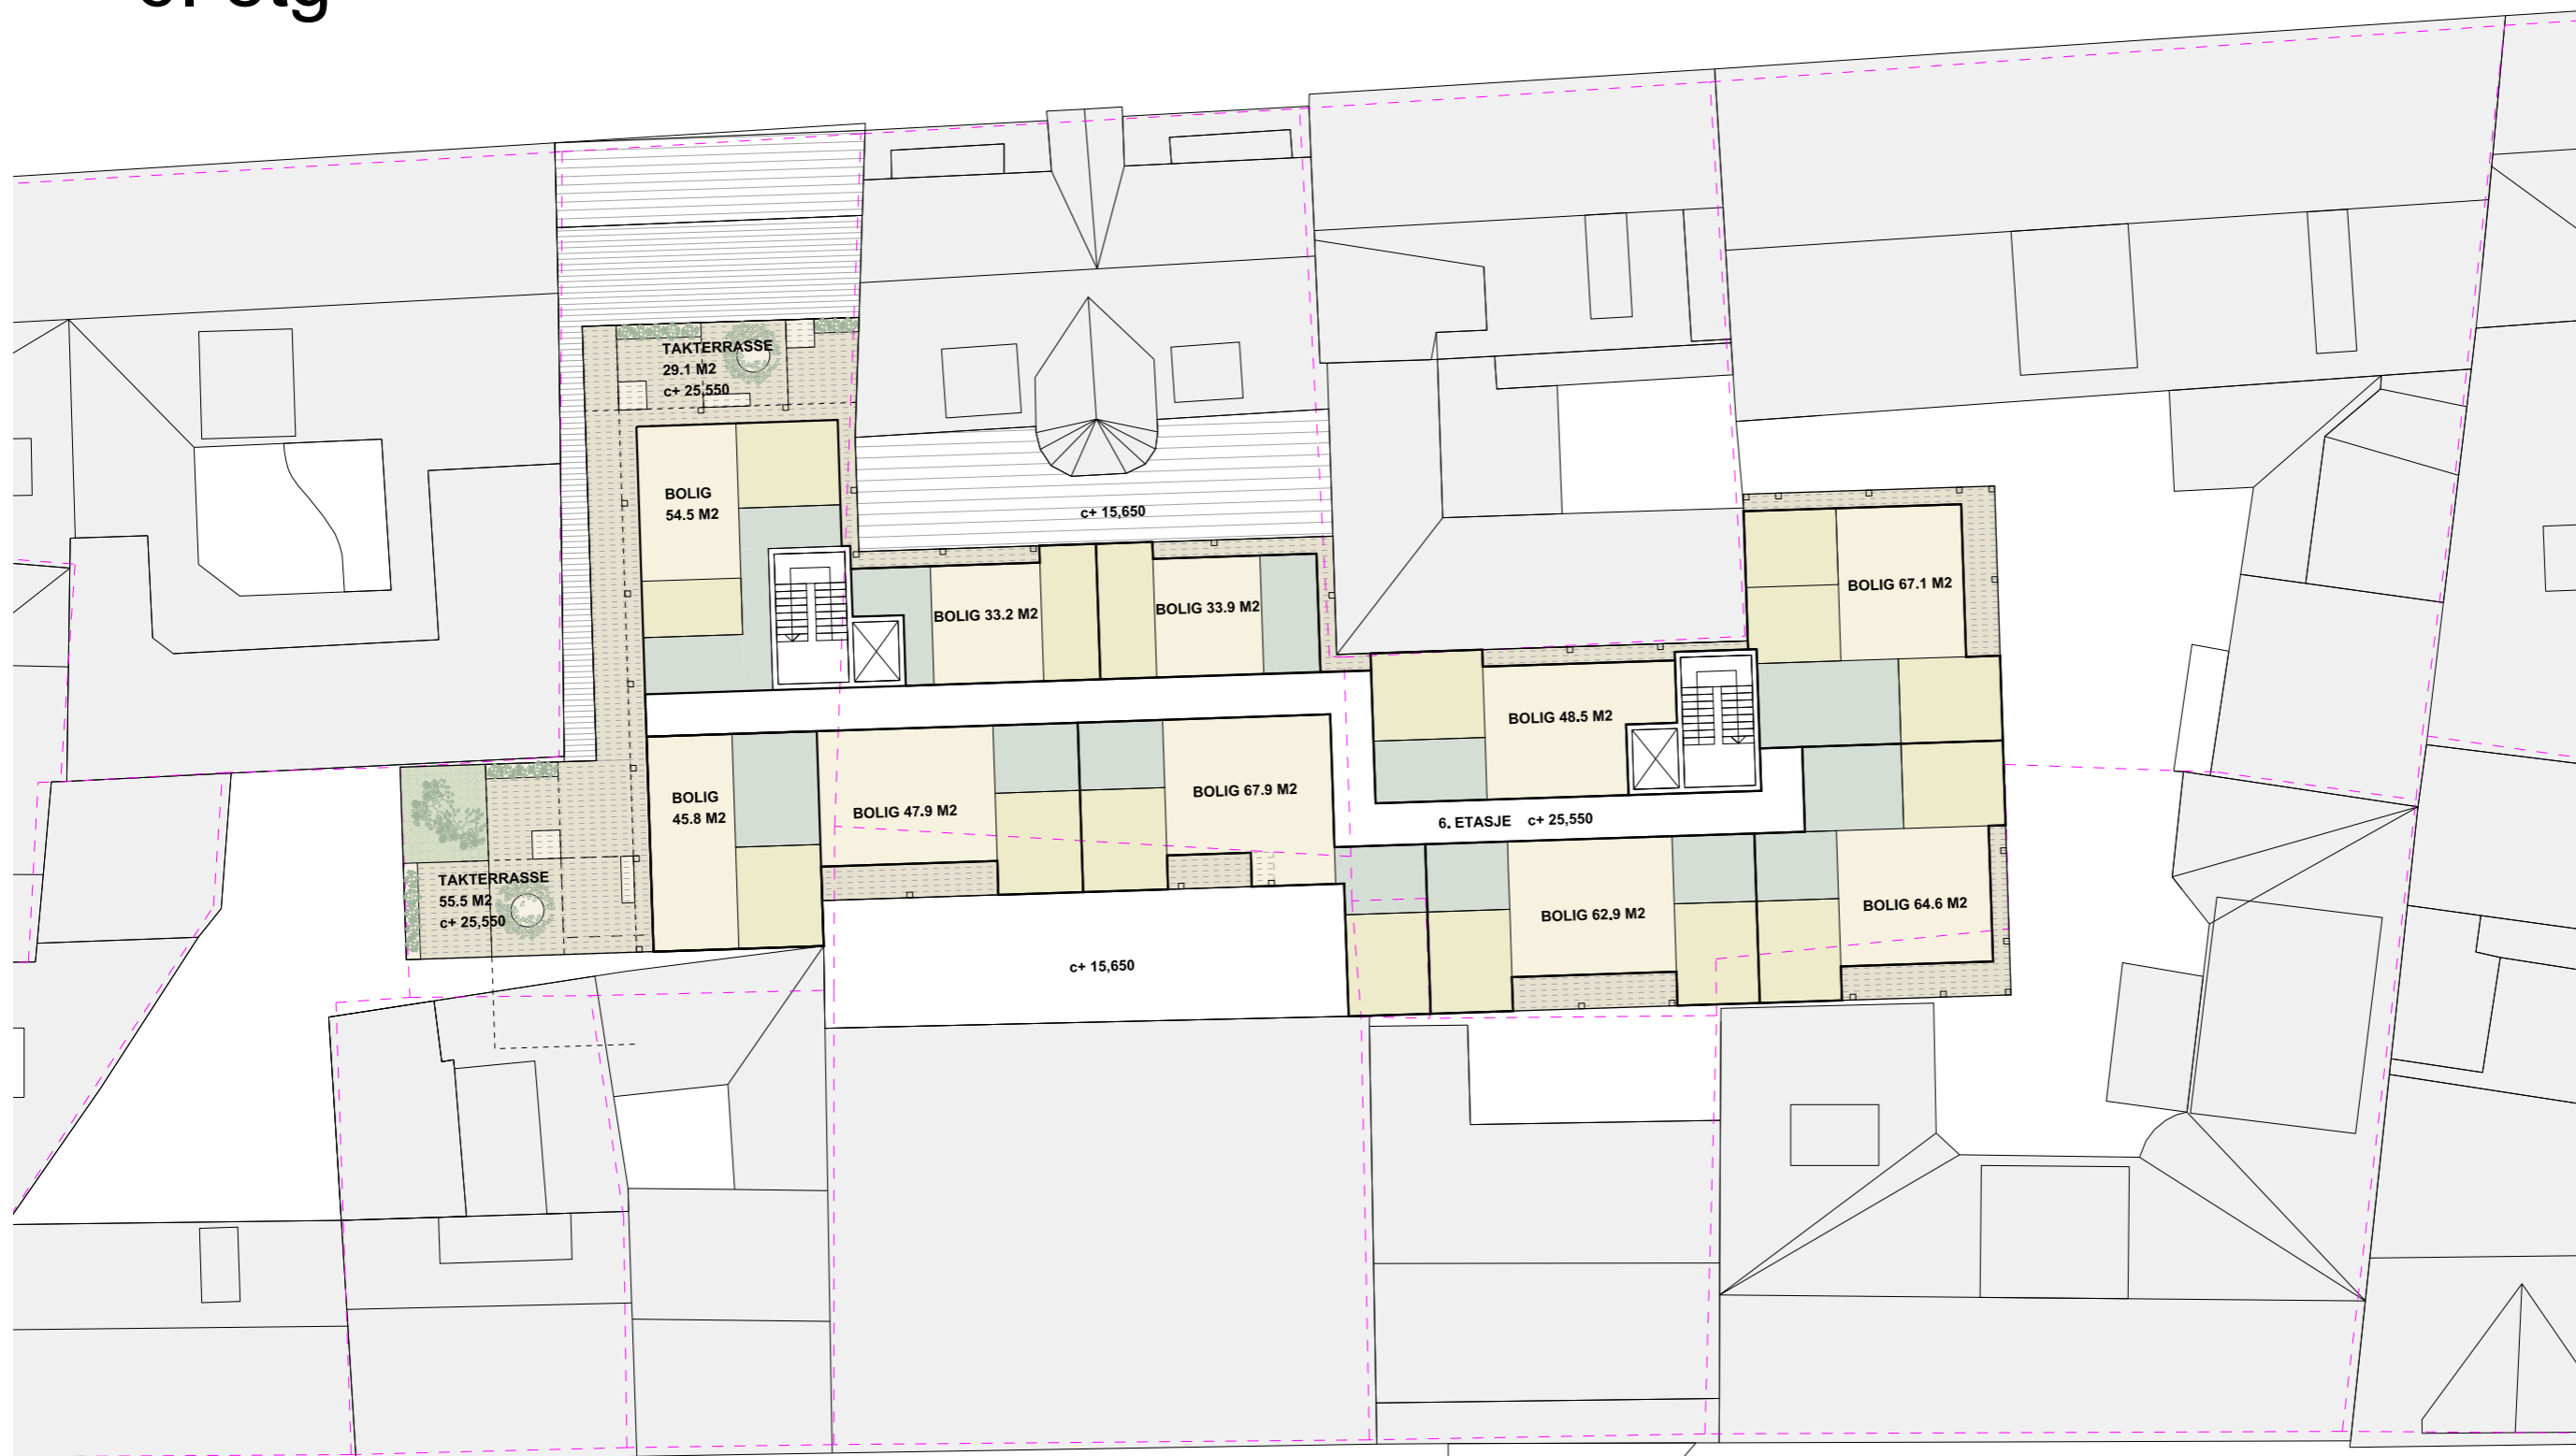 etg
TAKTERRASSE
29.1 M2
c+ 25,550
BOLIG
54.5 M2
c+ 15,650
BOLIG 33.2 M2
BOLIG 33.9 M2
BOLIG 67.1 M2
BOLIG 48.5 M2
BOLIG
45.8 M2
BOLIG 47.9 M2
BOLIG 67.9 M2
6. ETASJE c+ 25,550
TAKTERRASSE
55.5 M2
c+ 25,550
BOLIG 62.9 M2
BOLIG 64.6 M2
c+ 15,650